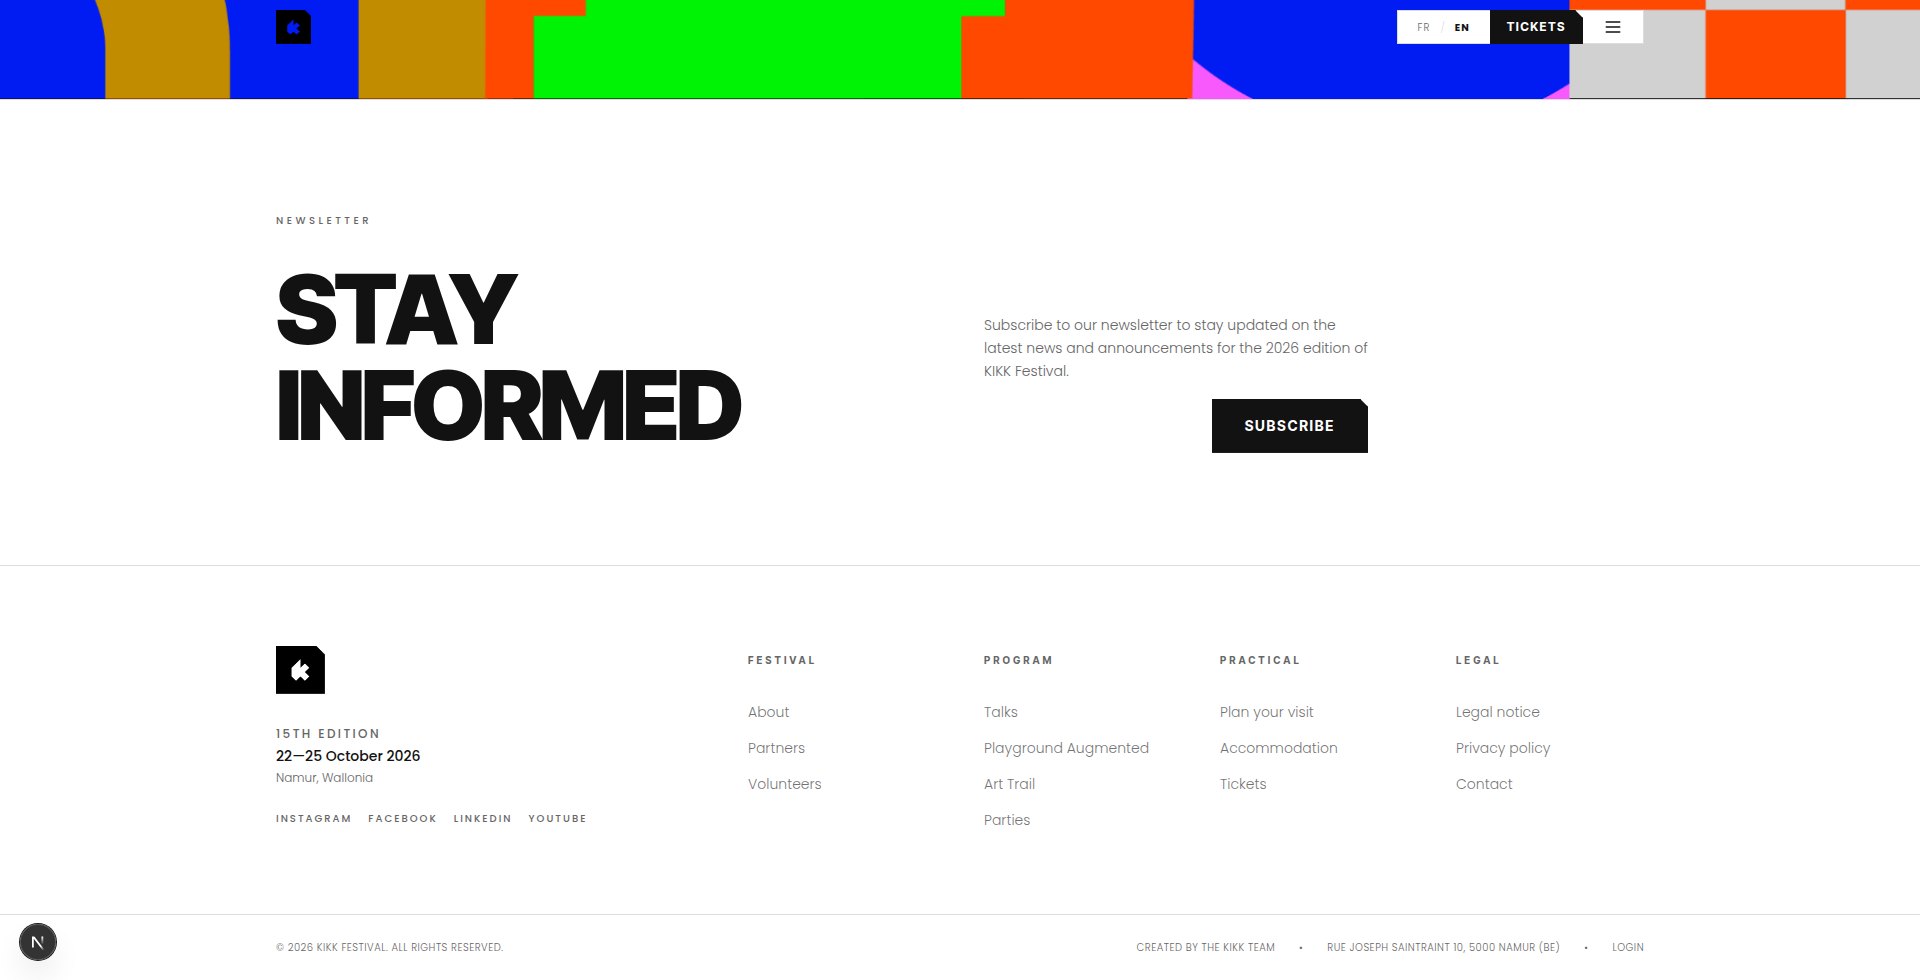 FR / EN
TICKETS
NEWSLETTER
STAY
INFORMED
Subscribe to our newsletter to stay updated on the
latest news and announcements for the 2026 edition of
KIKK Festival.
SUBSCRIBE
15TH EDITION
22—25 October 2026
Namur, Wallonia
INSTAGRAM FACEBOOK LINKEDIN YOUTUBE
FESTIVAL
About
Partners
Volunteers
PROGRAM
Talks
Playground Augmented
Art Trail
Parties
PRACTICAL
Plan your visit
Accommodation
Tickets
LEGAL
Legal notice
Privacy policy
Contact
N
© 2026 KIKK FESTIVAL. ALL RIGHTS RESERVED.
CREATED BY THE KIKK TEAM • RUE JOSEPH SAINTRAINT 10, 5000 NAMUR (BE) • LOGIN